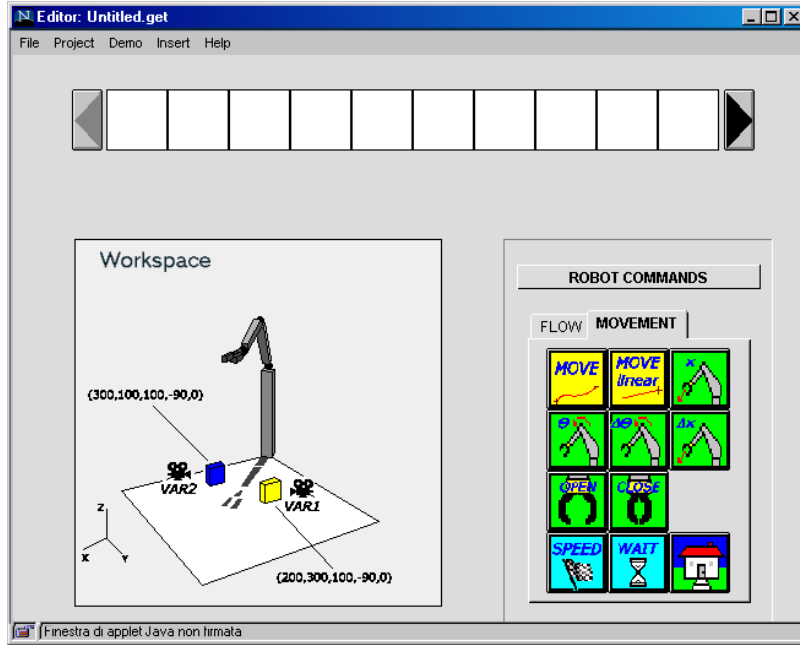 Editor: Untitled.get
File Project Demo Insert Help
Workspace
(300,100,100,-90,0)
VAR2
VAR1
z
x
Y
(200,300,100,-90,0)
ROBOT COMMANDS
FLOW MOVEMENT
MOVE MOVE linear x
Θ ΔΘ Δx
OPEN CLOSE
SPEED WAIT
Finestra di applet Java non firmata